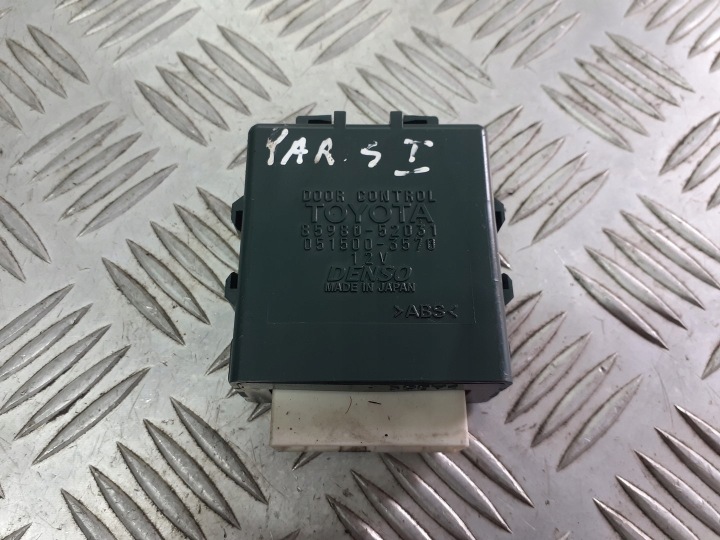 YAR.S I
DOOR CONTROL
TOYOTA
85980-52031
051500-3570
12V
DENSO
MADE IN JAPAN
>ABS<